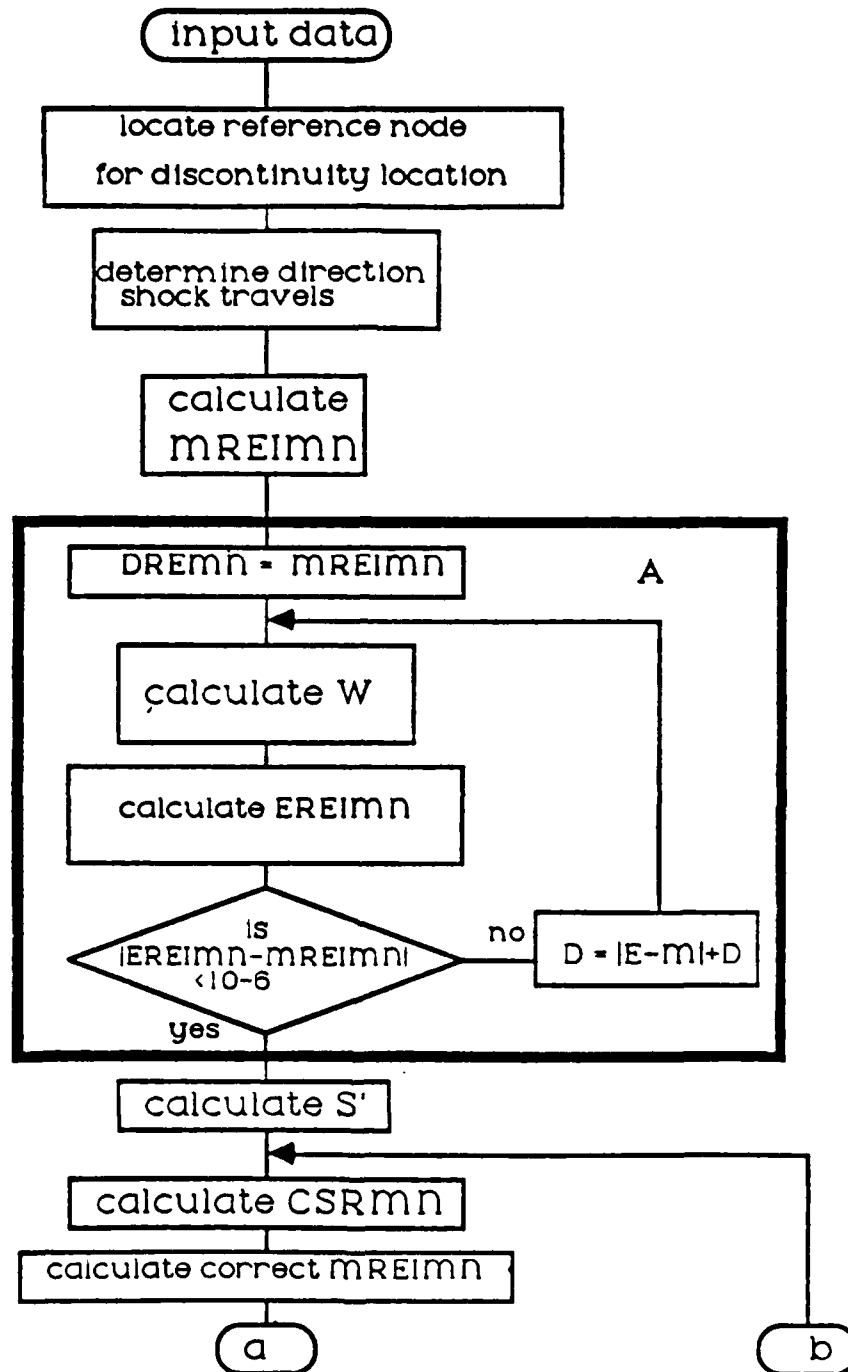 input data
locate reference node
for discontinuity location
determine direction
shock travels
calculate
MREIMN
DREMN = MREIMN
A
calculate W
calculate EREIMN
is
|EREIMN-MREIMN|
<10-6
no
D = |E-M|+D
yes
calculate S'
calculate CSRMN
calculate correct MREIMN
a
b